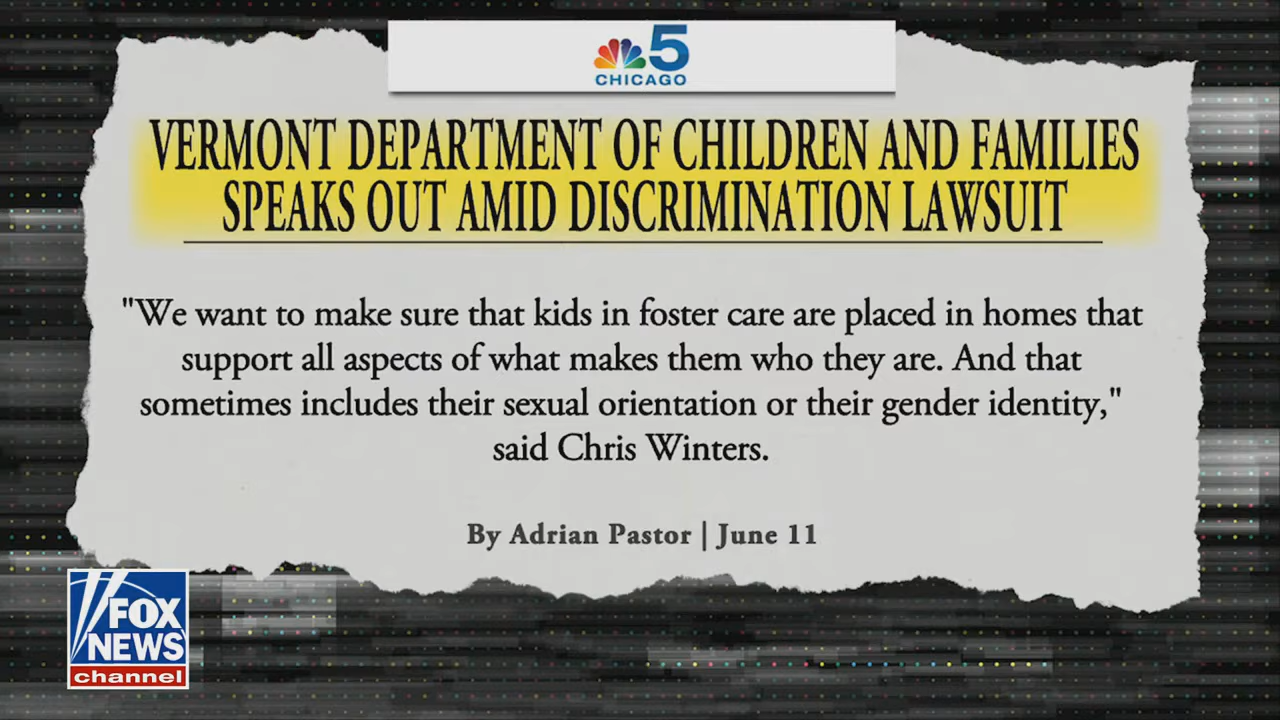 5
CHICAGO
VERMONT DEPARTMENT OF CHILDREN AND FAMILIES
SPEAKS OUT AMID DISCRIMINATION LAWSUIT
"We want to make sure that kids in foster care are placed in homes that
support all aspects of what makes them who they are. And that
sometimes includes their sexual orientation or their gender identity,"
said Chris Winters.
By Adrian Pastor | June 11
FOX
NEWS
channel